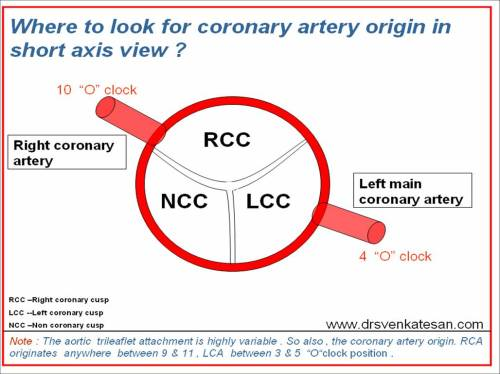 Where to look for coronary artery origin in
short axis view ?
10 “O” clock
Right coronary
artery
RCC
NCC
LCC
Left main
coronary artery
4 “O” clock
RCC –Right coronary cusp
LCC --Left coronary cusp
NCC –Non coronary cusp
www.drsvenkatesan.com
Note : The aortic trileaflet attachment is highly variable . So also , the coronary artery origin. RCA
originates anywhere between 9 & 11 , LCA between 3 & 5 “O“clock position .